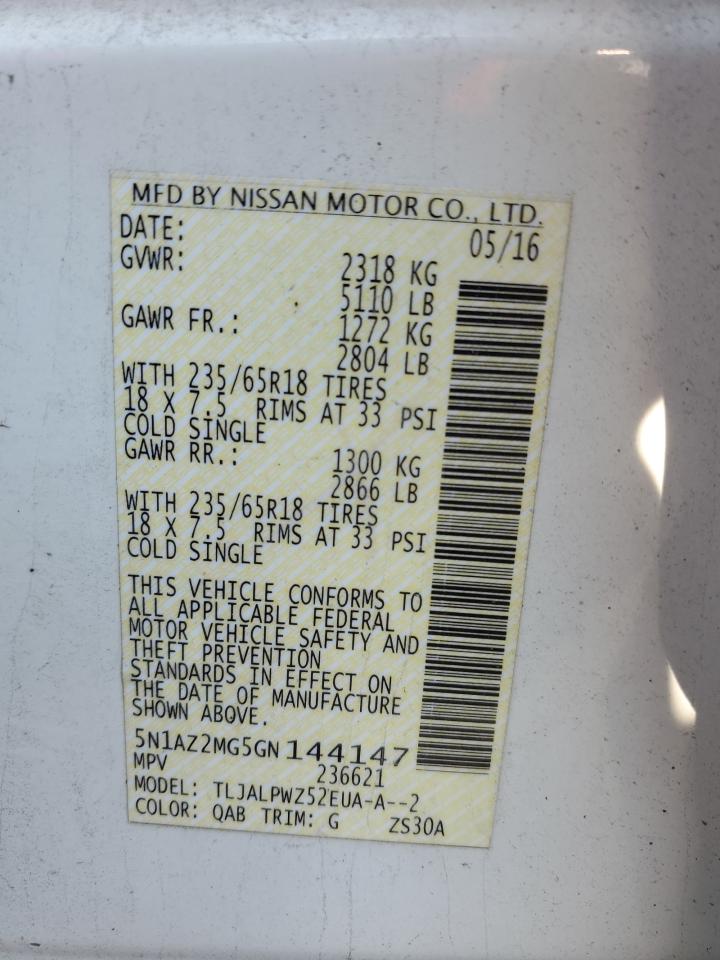 MFD BY NISSAN MOTOR CO., LTD.
DATE: 05/16
GVWR: 2318 KG
5110 LB
GAWR FR.: 1272 KG
2804 LB
WITH 235/65R18 TIRES
18 X 7.5 RIMS AT 33 PSI
COLD SINGLE
GAWR RR.: 1300 KG
2866 LB
WITH 235/65R18 TIRES
18 X 7.5 RIMS AT 33 PSI
COLD SINGLE
THIS VEHICLE CONFORMS TO
ALL APPLICABLE FEDERAL
MOTOR VEHICLE SAFETY AND
THEFT PREVENTION
STANDARDS IN EFFECT ON
THE DATE OF MANUFACTURE
SHOWN ABOVE.
5N1AZ2MG5GN144147
MPV 236621
MODEL: TLJALPWZ52EUA-A--2
COLOR: QAB TRIM: G ZS30A